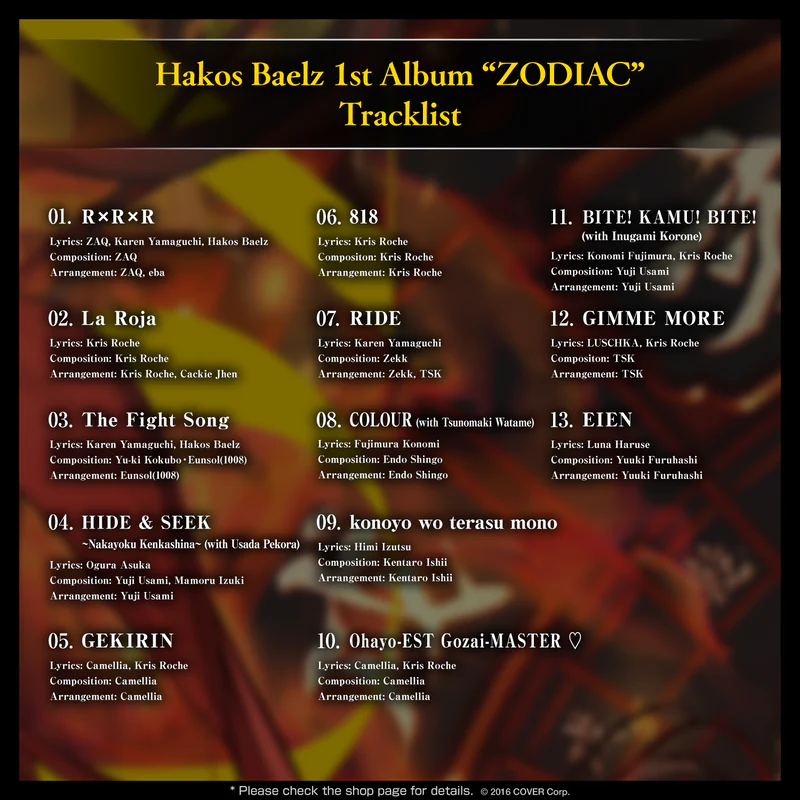 Hakos Baelz 1st Album “ZODIAC”
Tracklist
01. R×R×R
Lyrics: ZAQ, Karen Yamaguchi, Hakos Baelz
Composition: ZAQ
Arrangement: ZAQ, eba
02. La Roja
Lyrics: Kris Roche
Composition: Kris Roche
Arrangement: Kris Roche, Cackie Jhen
03. The Fight Song
Lyrics: Karen Yamaguchi, Hakos Baelz
Composition: Yu-ki Kokubo・Eunsol(1008)
Arrangement: Eunsol(1008)
04. HIDE & SEEK
~Nakayoku Kenkashina~ (with Usada Pekora)
Lyrics: Ogura Asuka
Composition: Yuji Usami, Mamoru Izuki
Arrangement: Yuji Usami
05. GEKIRIN
Lyrics: Camellia, Kris Roche
Composition: Camellia
Arrangement: Camellia
06. 818
Lyrics: Kris Roche
Compositon: Kris Roche
Arrangement: Kris Roche
07. RIDE
Lyrics: Karen Yamaguchi
Composition: Zekk
Arrangement: Zekk, TSK
08. COLOUR (with Tsunomaki Watame)
Lyrics: Fujimura Konomi
Composition: Endo Shingo
Arrangement: Endo Shingo
09. konoyo wo terasu mono
Lyrics: Himi Izutsu
Composition: Kentaro Ishii
Arrangement: Kentaro Ishii
10. Ohayo-EST Gozai-MASTER ♡
Lyrics: Camellia, Kris Roche
Composition: Camellia
Arrangement: Camellia
11. BITE! KAMU! BITE!
(with Inugami Korone)
Lyrics: Konomi Fujimura, Kris Roche
Composition: Yuji Usami
Arrangement: Yuji Usami
12. GIMME MORE
Lyrics: LUSCHKA, Kris Roche
Compositon: TSK
Arrangement: TSK
13. EIEN
Lyrics: Luna Haruse
Composition: Yuuki Furuhashi
Arrangement: Yuuki Furuhashi
* Please check the shop page for details. © 2016 COVER Corp.